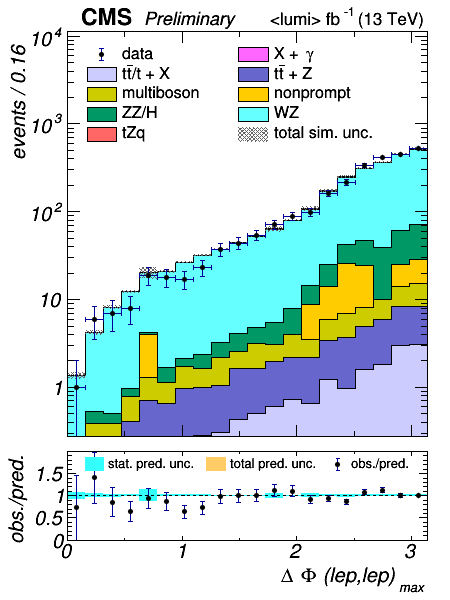 CMS Preliminary <lumi> fb⁻¹ (13 TeV)
events / 0.16
10⁴
10³
10²
10
1
data
X + γ
tt̄/t + X
tt̄ + Z
multiboson
nonprompt
ZZ/H
WZ
tZq
total sim. unc.
obs./pred.
1.5
1
0.5
0
stat. pred. unc. total pred. unc. obs./pred.
0 1 2 3
Δ Φ (lep,lep) max